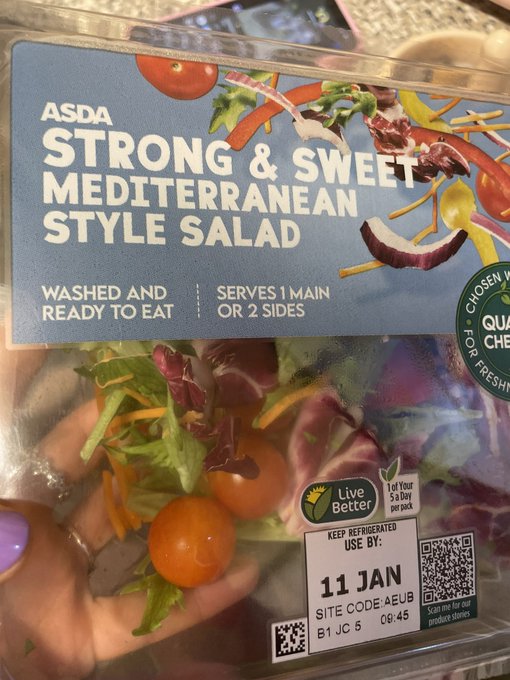 ASDA
STRONG & SWEET
MEDITERRANEAN
STYLE SALAD
WASHED AND
READY TO EAT
SERVES 1 MAIN
OR 2 SIDES
CHOSEN
FOR
Live
Better
1 of Your
5 a Day
per pack
KEEP REFRIGERATED
USE BY:
11 JAN
SITE CODE:AEUB
B1 JC 5 09:45
Scan me for our
produce stories